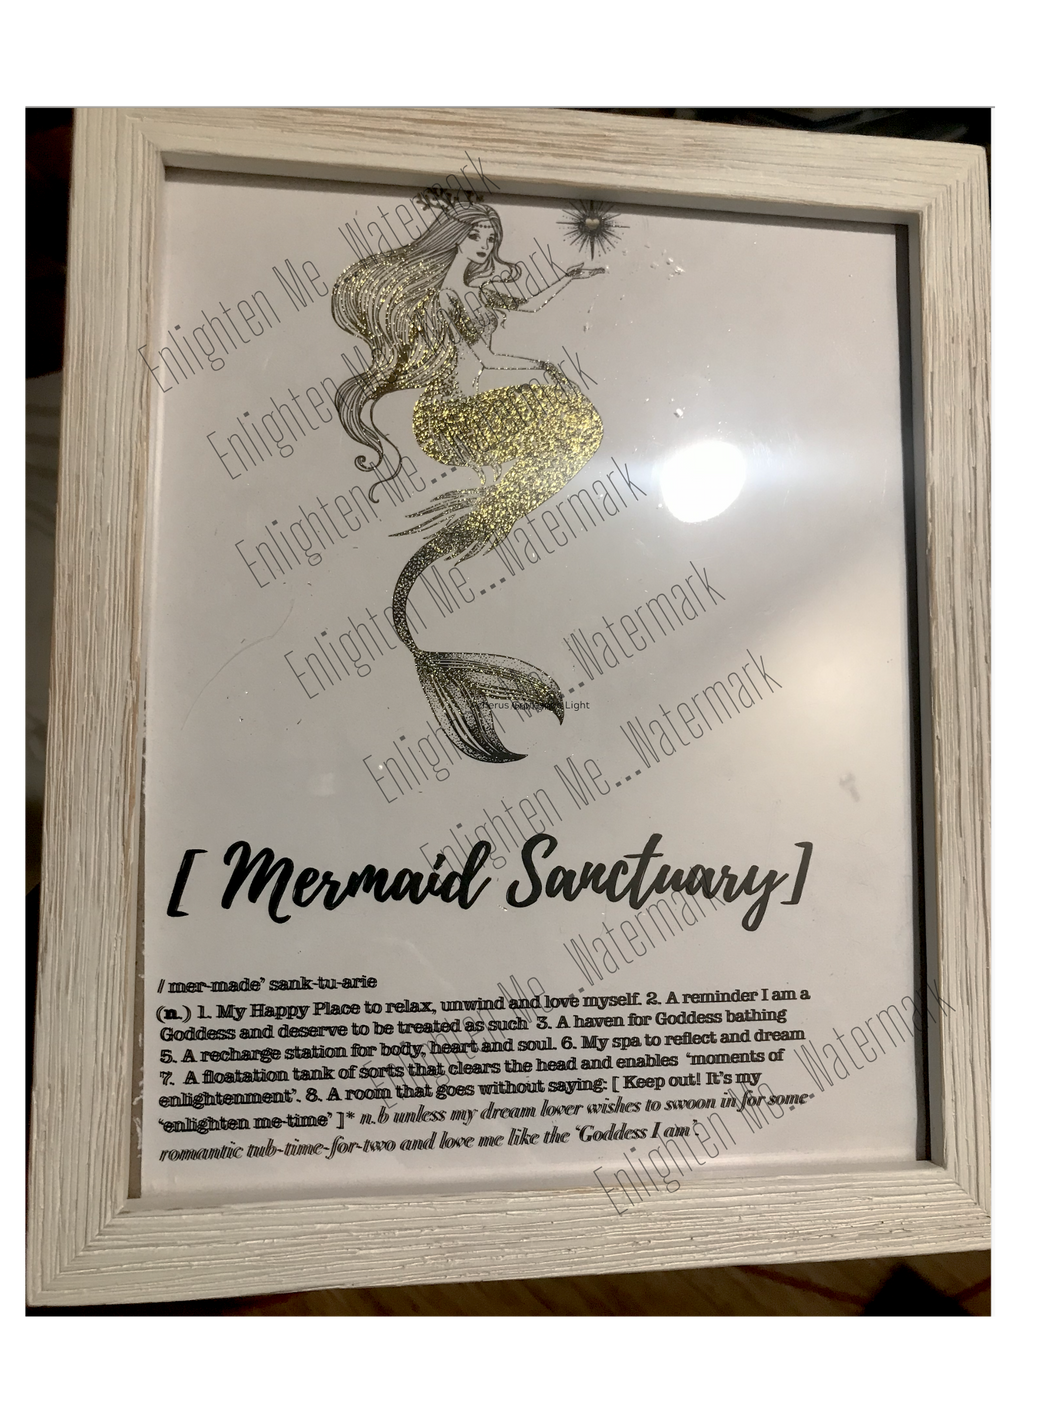 Enlighten Me...Watermark
Enlighten Me...Watermark
Enlighten Me...Watermark
Enlighten Me...Watermark
Enlighten Me...Watermark
Light
Enlighten Me...Watermark
[ Mermaid Sanctuary]
/ mer-made’ sank-tu-arie
(n.) 1. My Happy Place to relax, unwind and love myself. 2. A reminder I am a
Goddess and deserve to be treated as such 3. A haven for Goddess bathing
5. A recharge station for body, heart and soul. 6. My spa to reflect and dream
7. A floatation tank of sorts that clears the head and enables ‘moments of
enlightenment’. 8. A room that goes without saying: [ Keep out! It’s my
‘enlighten me-time’ ]* n.b unless my dream lover wishes to swoon in for some
romantic tub-time-for-two and love me like the ‘Goddess I am’.
Enlighten Me...Watermark
Enlighten Me...Watermark